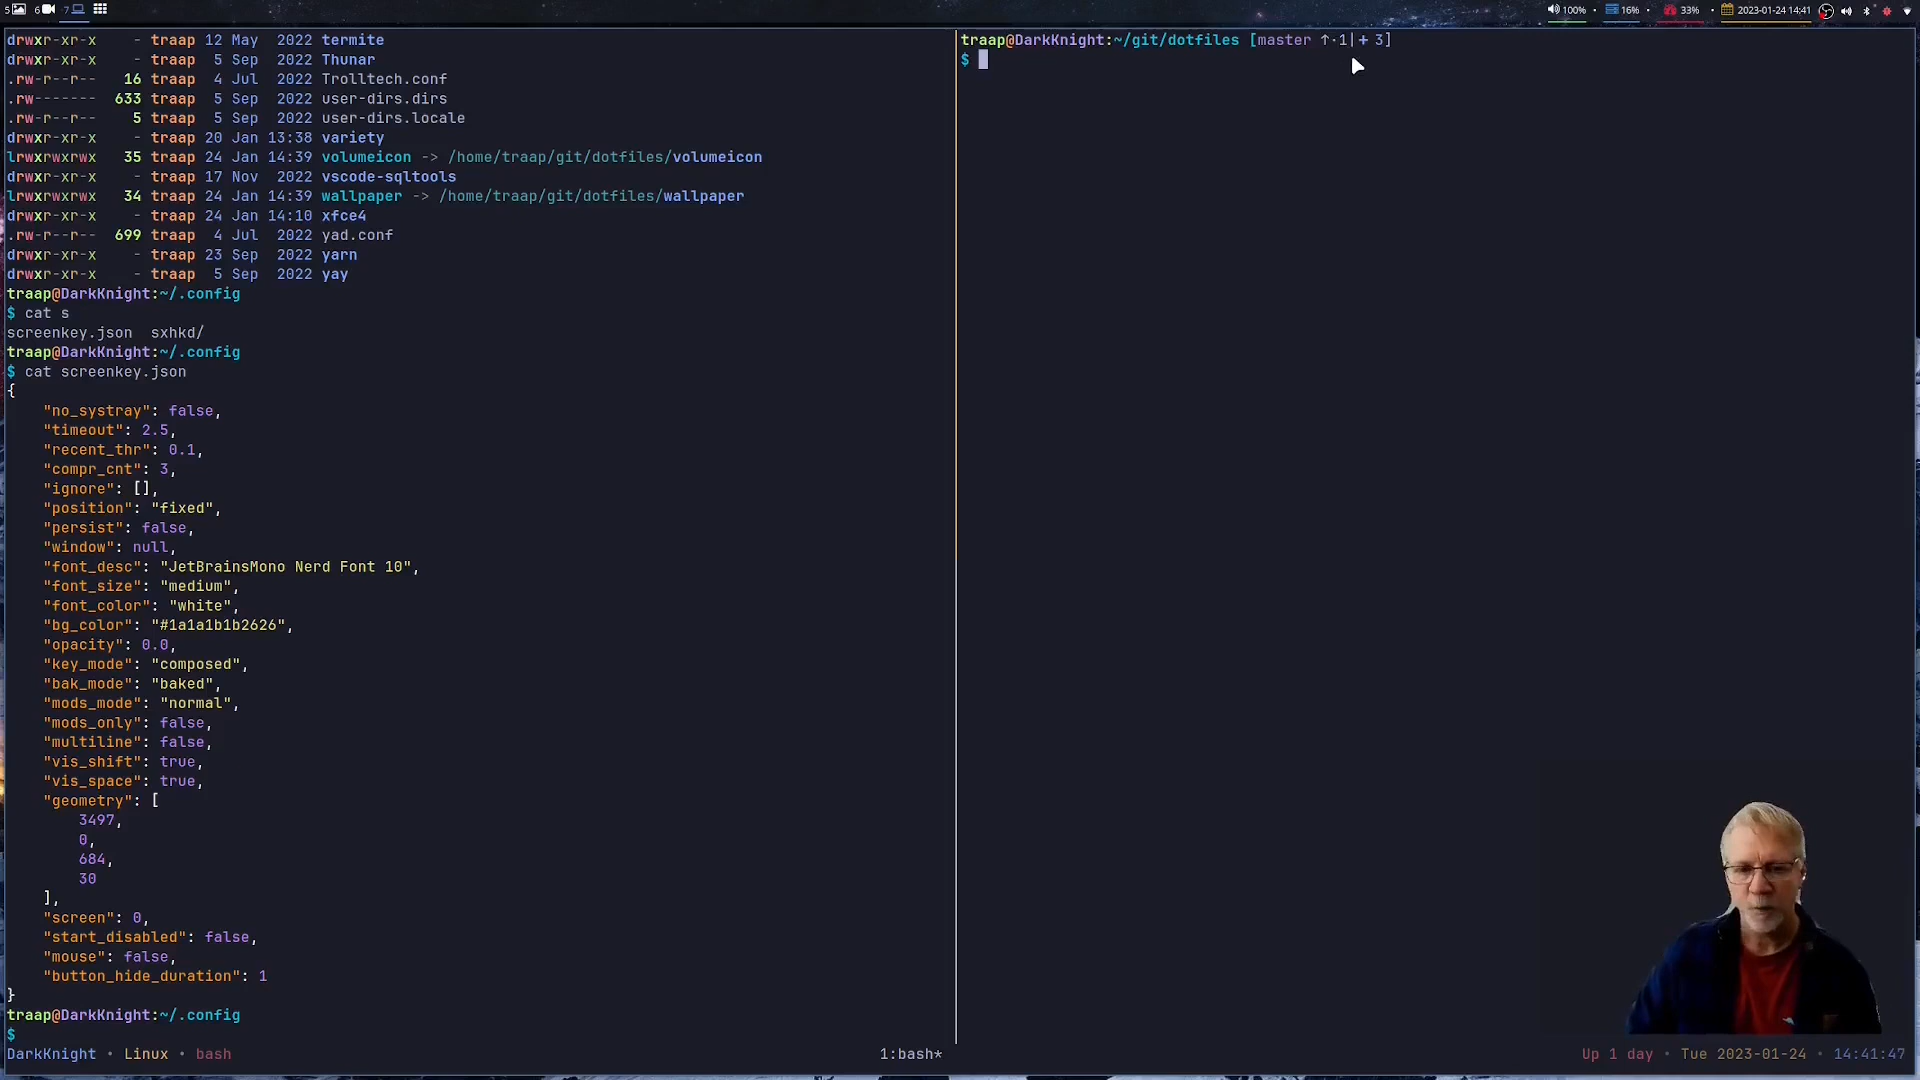 5 6 7 100% · 16% · 33% · 2023-01-24 14:41
drwxr-xr-x - traap 12 May 2022 termite
drwxr-xr-x - traap 5 Sep 2022 Thunar
.rw-r--r-- 16 traap 4 Jul 2022 Trolltech.conf
.rw------- 633 traap 5 Sep 2022 user-dirs.dirs
.rw-r--r-- 5 traap 5 Sep 2022 user-dirs.locale
drwxr-xr-x - traap 20 Jan 13:38 variety
lrwxrwxrwx 35 traap 24 Jan 14:39 volumeicon -> /home/traap/git/dotfiles/volumeicon
drwxr-xr-x - traap 17 Nov 2022 vscode-sqltools
lrwxrwxrwx 34 traap 24 Jan 14:39 wallpaper -> /home/traap/git/dotfiles/wallpaper
drwxr-xr-x - traap 24 Jan 14:10 xfce4
.rw-r--r-- 699 traap 4 Jul 2022 yad.conf
drwxr-xr-x - traap 23 Sep 2022 yarn
drwxr-xr-x - traap 5 Sep 2022 yay
traap@DarkKnight:~/.config
$ cat s
screenkey.json sxhkd/
traap@DarkKnight:~/.config
$ cat screenkey.json
{
"no_systray": false,
"timeout": 2.5,
"recent_thr": 0.1,
"compr_cnt": 3,
"ignore": [],
"position": "fixed",
"persist": false,
"window": null,
"font_desc": "JetBrainsMono Nerd Font 10",
"font_size": "medium",
"font_color": "white",
"bg_color": "#1a1a1b1b2626",
"opacity": 0.0,
"key_mode": "composed",
"bak_mode": "baked",
"mods_mode": "normal",
"mods_only": false,
"multiline": false,
"vis_shift": true,
"vis_space": true,
"geometry": [
3497,
0,
684,
30
],
"screen": 0,
"start_disabled": false,
"mouse": false,
"button_hide_duration": 1
}
traap@DarkKnight:~/.config
$
traap@DarkKnight:~/git/dotfiles [master ↑·1|✚ 3]
$
DarkKnight · Linux · bash 1:bash* Up 1 day · Tue 2023-01-24 · 14:41:47